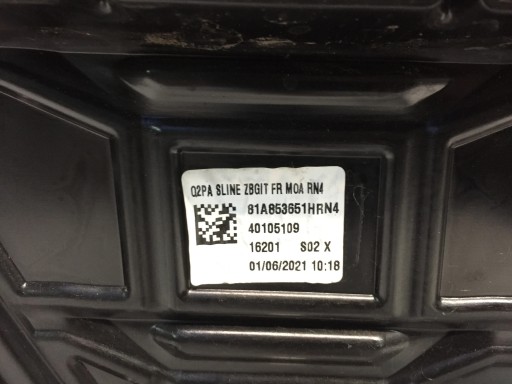 Q2PA SLINE ZBGIT FR MOA RN4
81A853651HRN4
40105109
16201 S02 X
01/06/2021 10:18